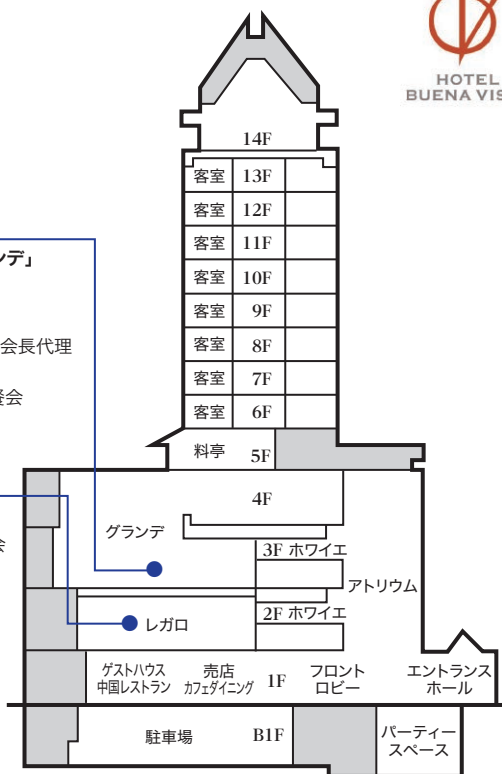 HOTEL
BUENA VIS
14F
客室 13F
客室 12F
客室 11F
客室 10F
客室 9F
客室 8F
客室 7F
客室 6F
料亭 5F
4F
ンデ」
会長代理
会
グランデ
3F ホワイエ
アトリウム
2F ホワイエ
レガロ
ゲストハウス
中国レストラン
売店
カフェダイニング
1F
フロント
ロビー
エントランス
ホール
駐車場
B1F
パーティー
スペース